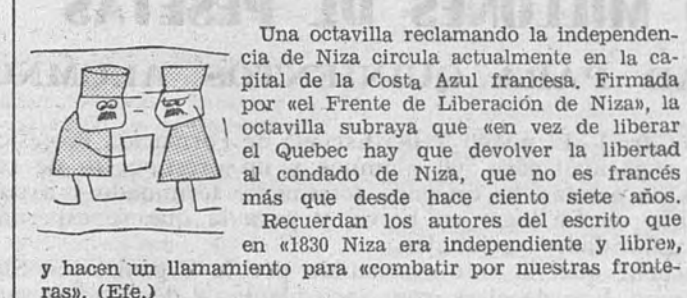 Una octavilla reclamando la independen-
cia de Niza circula actualmente en la ca-
pital de la Costa Azul francesa. Firmada
por «el Frente de Liberación de Niza», la
octavilla subraya que «en vez de liberar
el Quebec hay que devolver la libertad
al condado de Niza, que no es francés
más que desde hace ciento siete años.
Recuerdan los autores del escrito que
en «1830 Niza era independiente y libre»,
y hacen un llamamiento para «combatir por nuestras fronte-
ras». (Efe.)